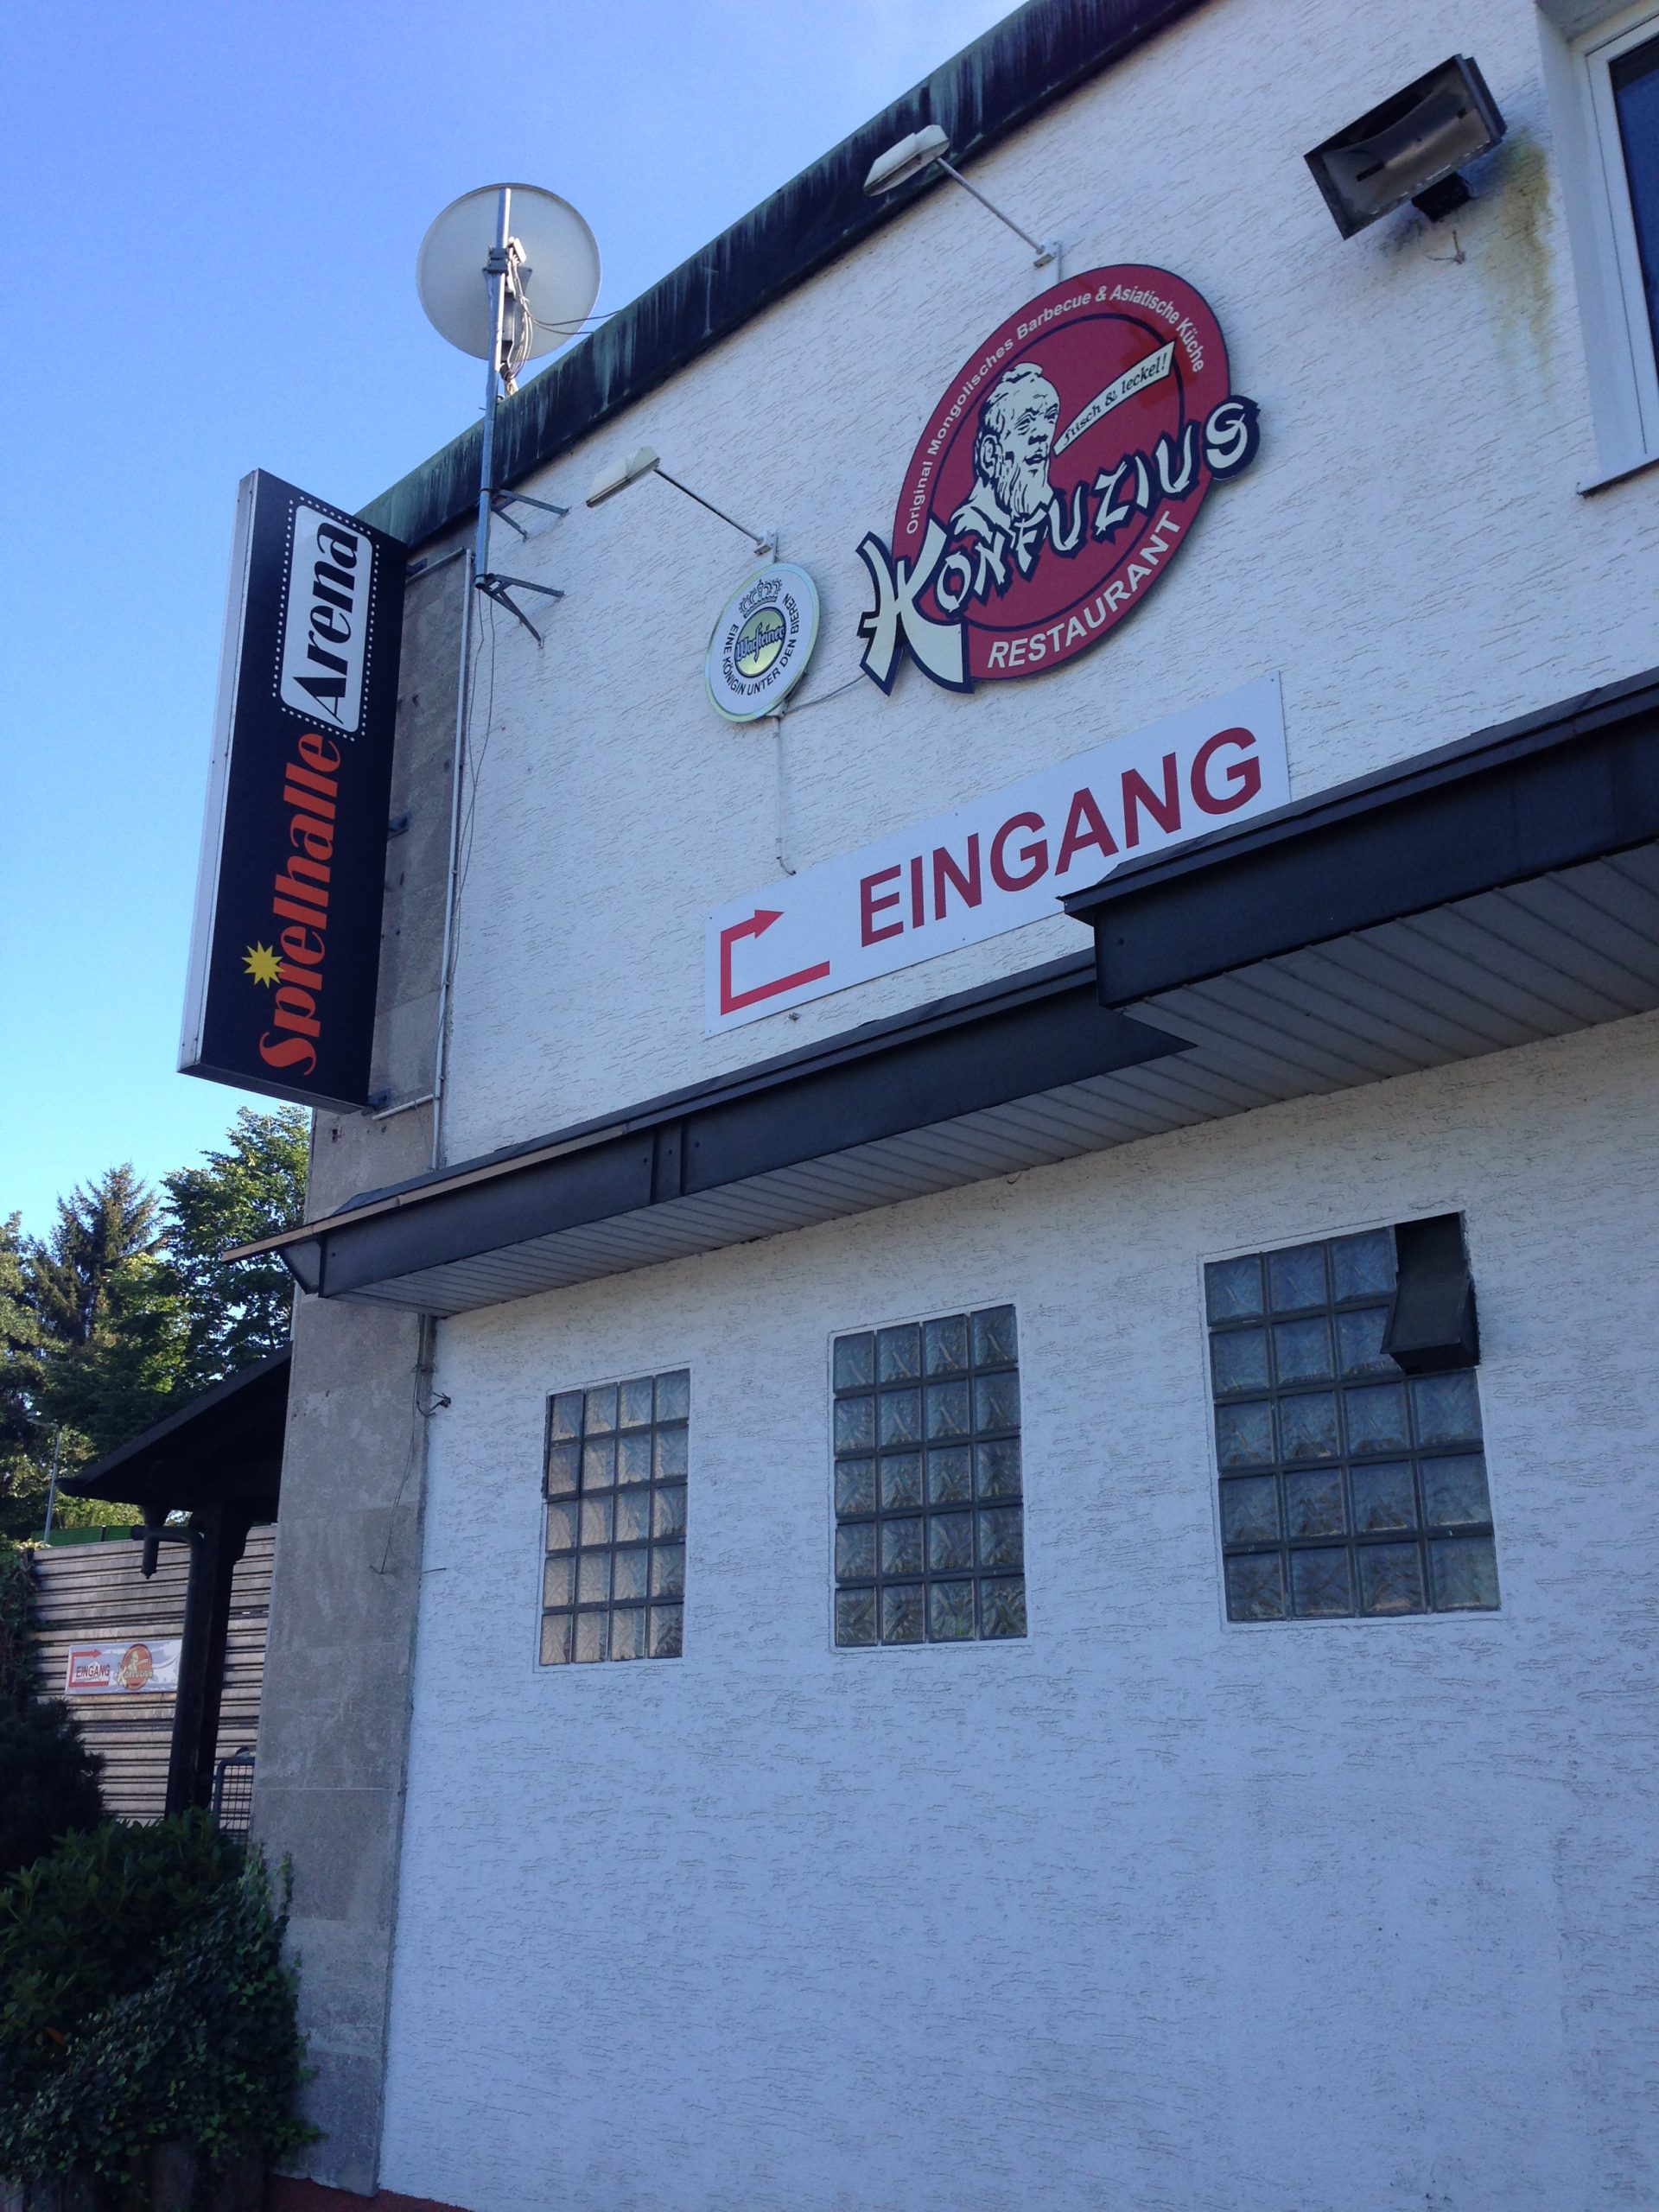 Spielhalle Arena
Original Mongolisches Barbecue & Asiatische Küche
frisch & lecker!
KONFUZIUS
RESTAURANT
Warsteiner
EINE KÖNIGIN UNTER DEN BIEREN
EINGANG
EINGANG
KONFUZIUS